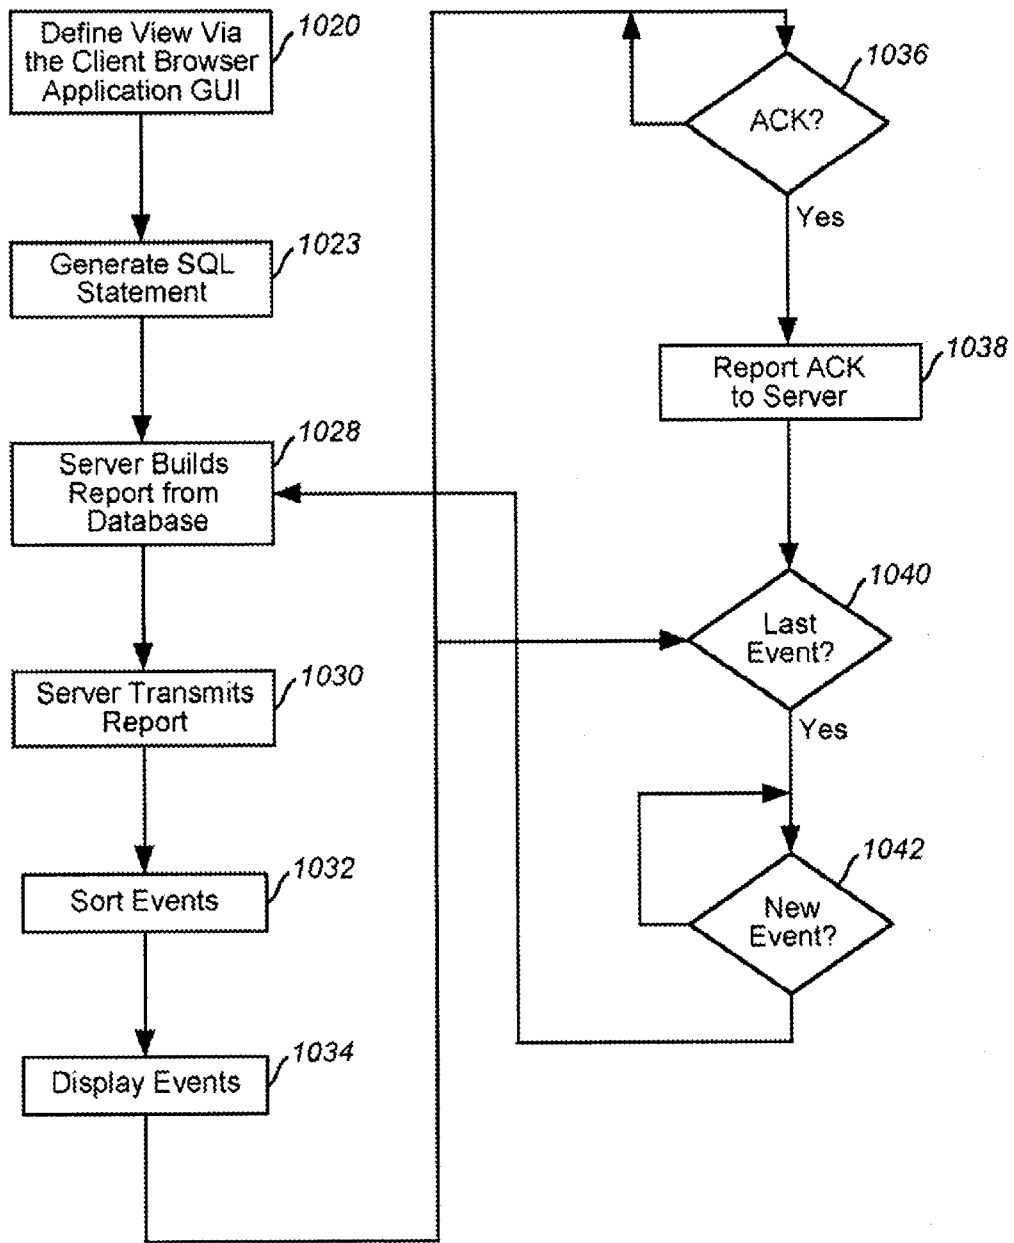 Define View Via
the Client Browser
Application GUI
1020
Generate SQL
Statement
1023
Server Builds
Report from
Database
1028
Server Transmits
Report
1030
Sort Events
1032
Display Events
1034
ACK?
1036
Yes
Report ACK
to Server
1038
Last
Event?
1040
Yes
New
Event?
1042